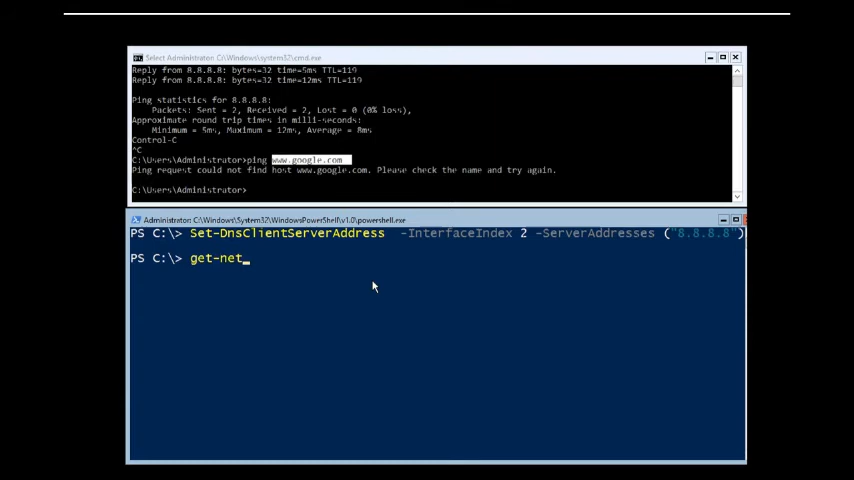 Select Administrator: C:\Windows\system32\cmd.exe
Reply from 8.8.8.8: bytes=32 time=5ms TTL=119
Reply from 8.8.8.8: bytes=32 time=12ms TTL=119
Ping statistics for 8.8.8.8:
Packets: Sent = 2, Received = 2, Lost = 0 (0% loss),
Approximate round trip times in milli-seconds:
Minimum = 5ms, Maximum = 12ms, Average = 8ms
Control-C
^C
C:\Users\Administrator>ping www.google.com
Ping request could not find host www.google.com. Please check the name and try again.
C:\Users\Administrator>
Administrator: C:\Windows\System32\WindowsPowerShell\v1.0\powershell.exe
PS C:\> Set-DnsClientServerAddress -InterfaceIndex 2 -ServerAddresses ("8.8.8.8")
PS C:\> get-net_